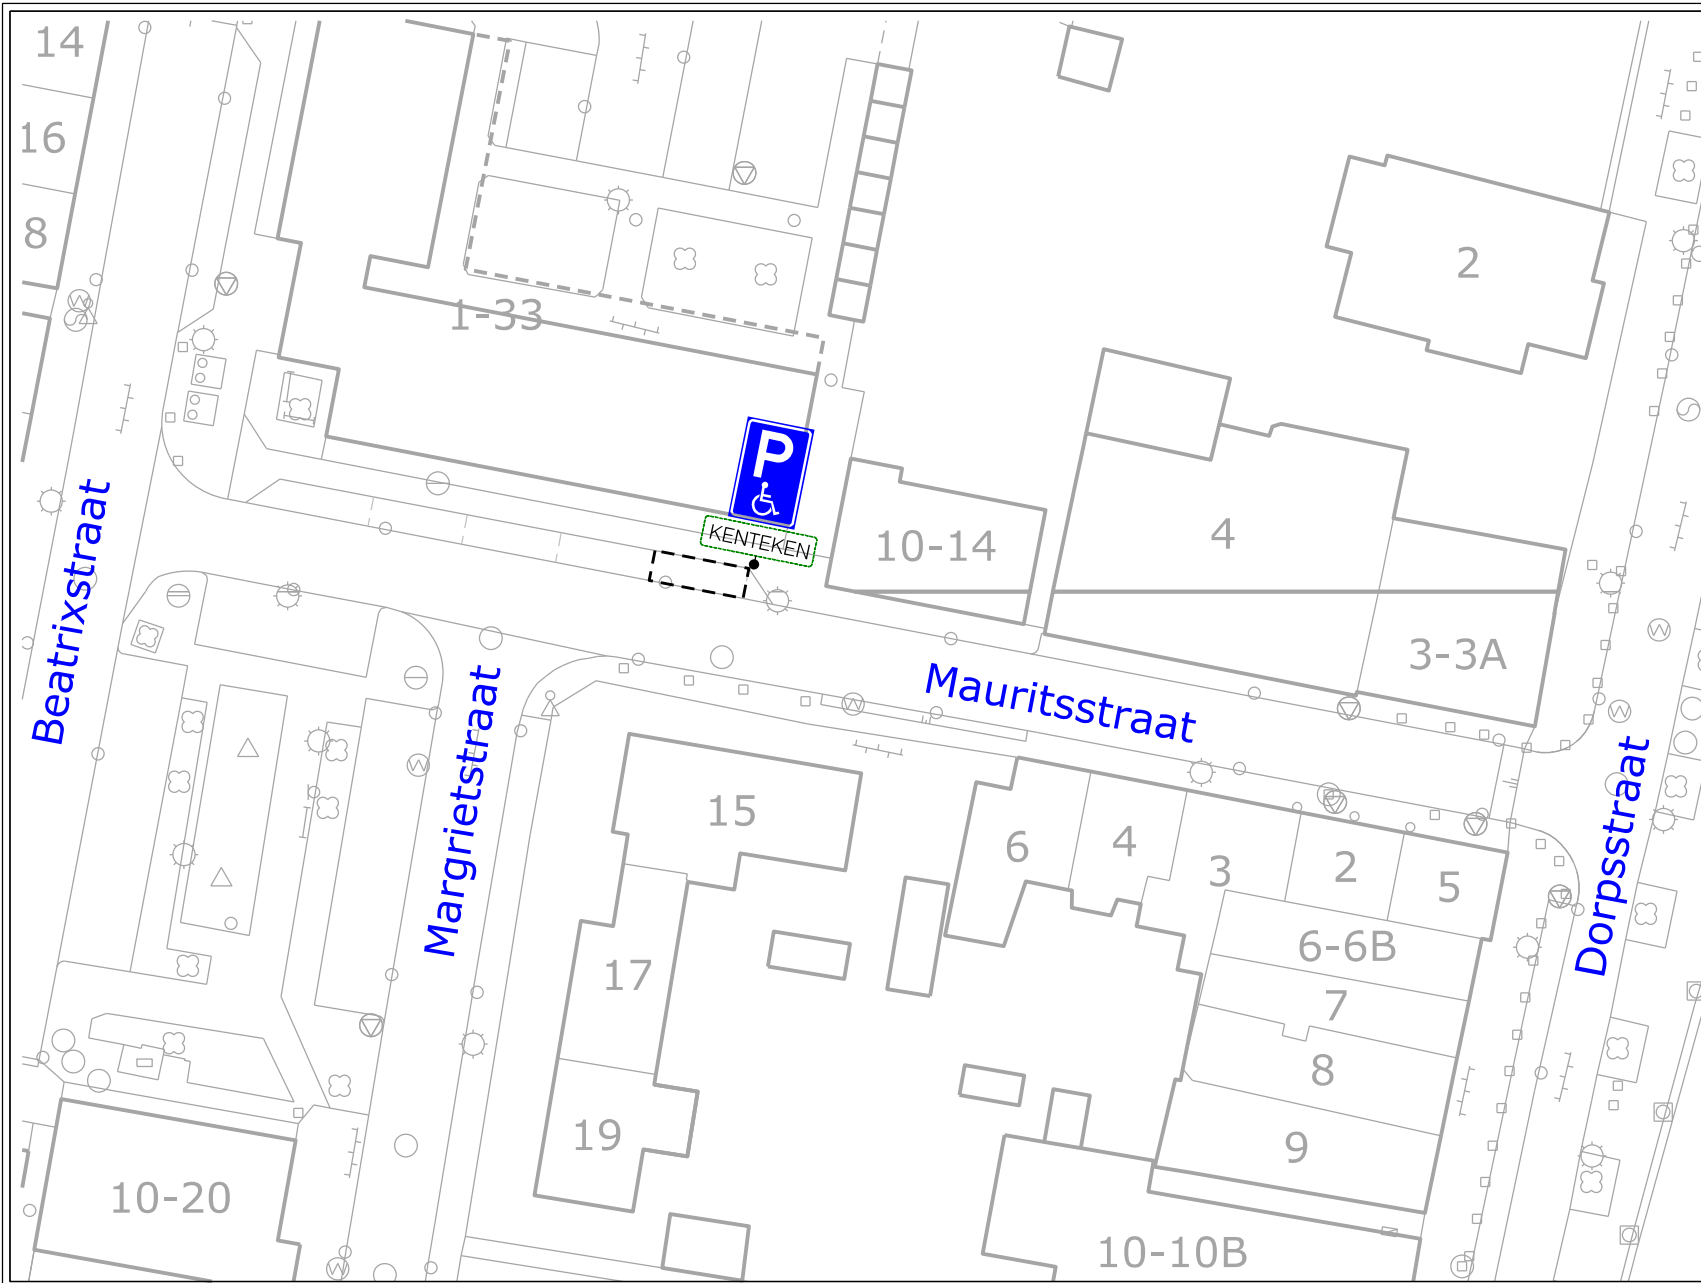 14
16
8
1-33
2
P
KENTEKEN
10-14
4
3-3A
Beatrixstraat
Margrietstraat
Mauritsstraat
Dorpsstraat
15
6
4
3
2
5
6-6B
17
7
8
19
9
10-20
10-10B